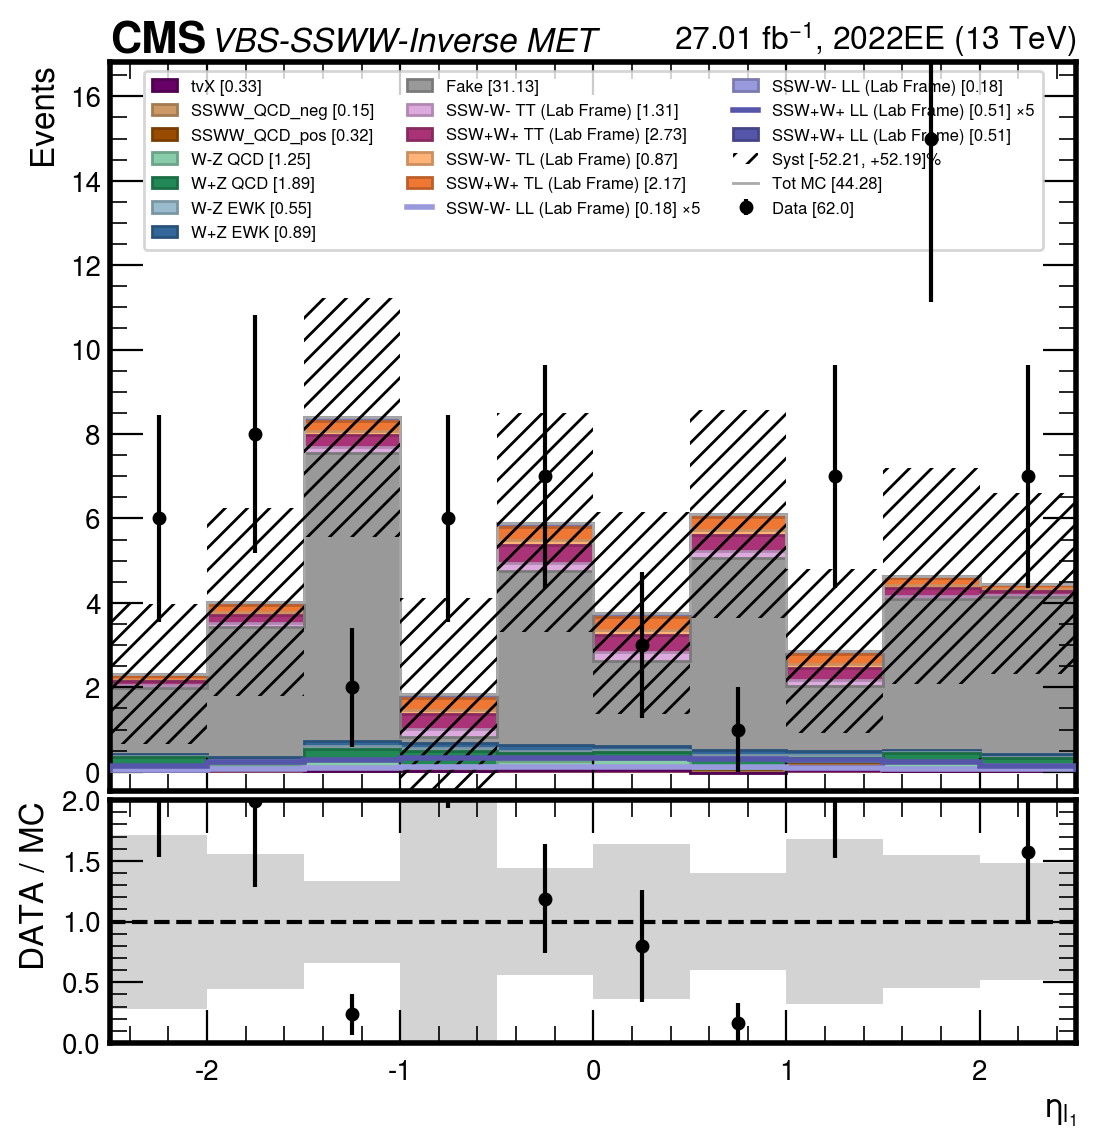 CMS VBS-SSWW-Inverse MET 27.01 fb⁻¹, 2022EE (13 TeV)
Events
tvX [0.33]
SSWW_QCD_neg [0.15]
SSWW_QCD_pos [0.32]
W-Z QCD [1.25]
W+Z QCD [1.89]
W-Z EWK [0.55]
W+Z EWK [0.89]
Fake [31.13]
SSW-W- TT (Lab Frame) [1.31]
SSW+W+ TT (Lab Frame) [2.73]
SSW-W- TL (Lab Frame) [0.87]
SSW+W+ TL (Lab Frame) [2.17]
SSW-W- LL (Lab Frame) [0.18] ×5
SSW-W- LL (Lab Frame) [0.18]
SSW+W+ LL (Lab Frame) [0.51] ×5
SSW+W+ LL (Lab Frame) [0.51]
Syst [-52.21, +52.19]%
Tot MC [44.28]
Data [62.0]
16
14
12
10
8
6
4
2
0
DATA / MC
2.0
1.5
1.0
0.5
0.0
-2 -1 0 1 2
η_{l_1}